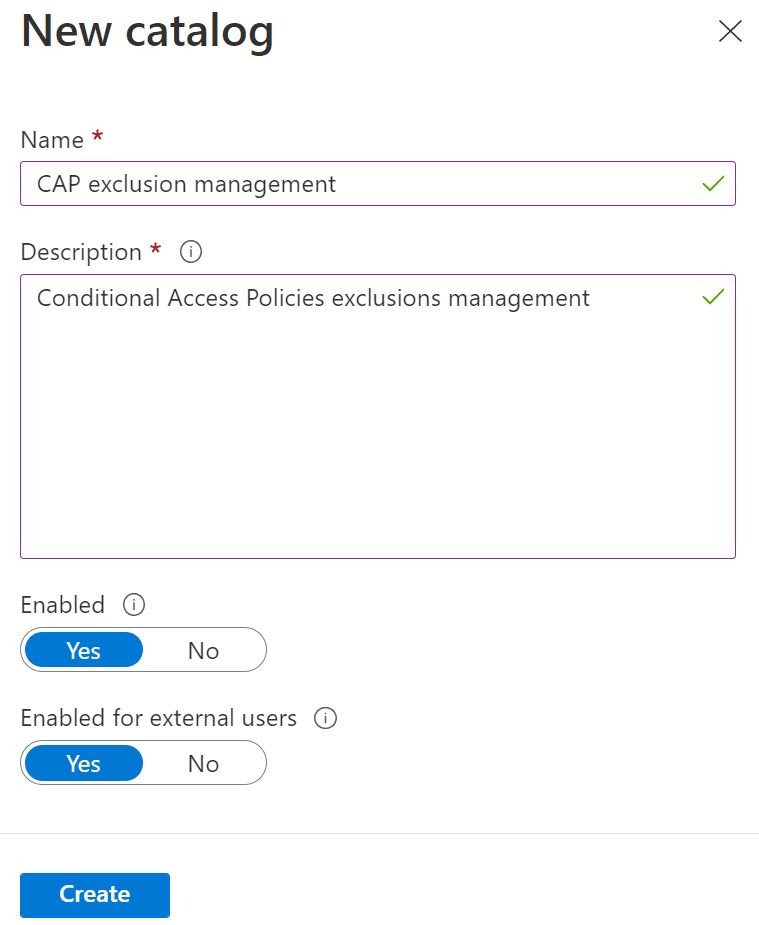 New catalog
Name *
CAP exclusion management
Description *
Conditional Access Policies exclusions management
Enabled
Yes No
Enabled for external users
Yes No
Create